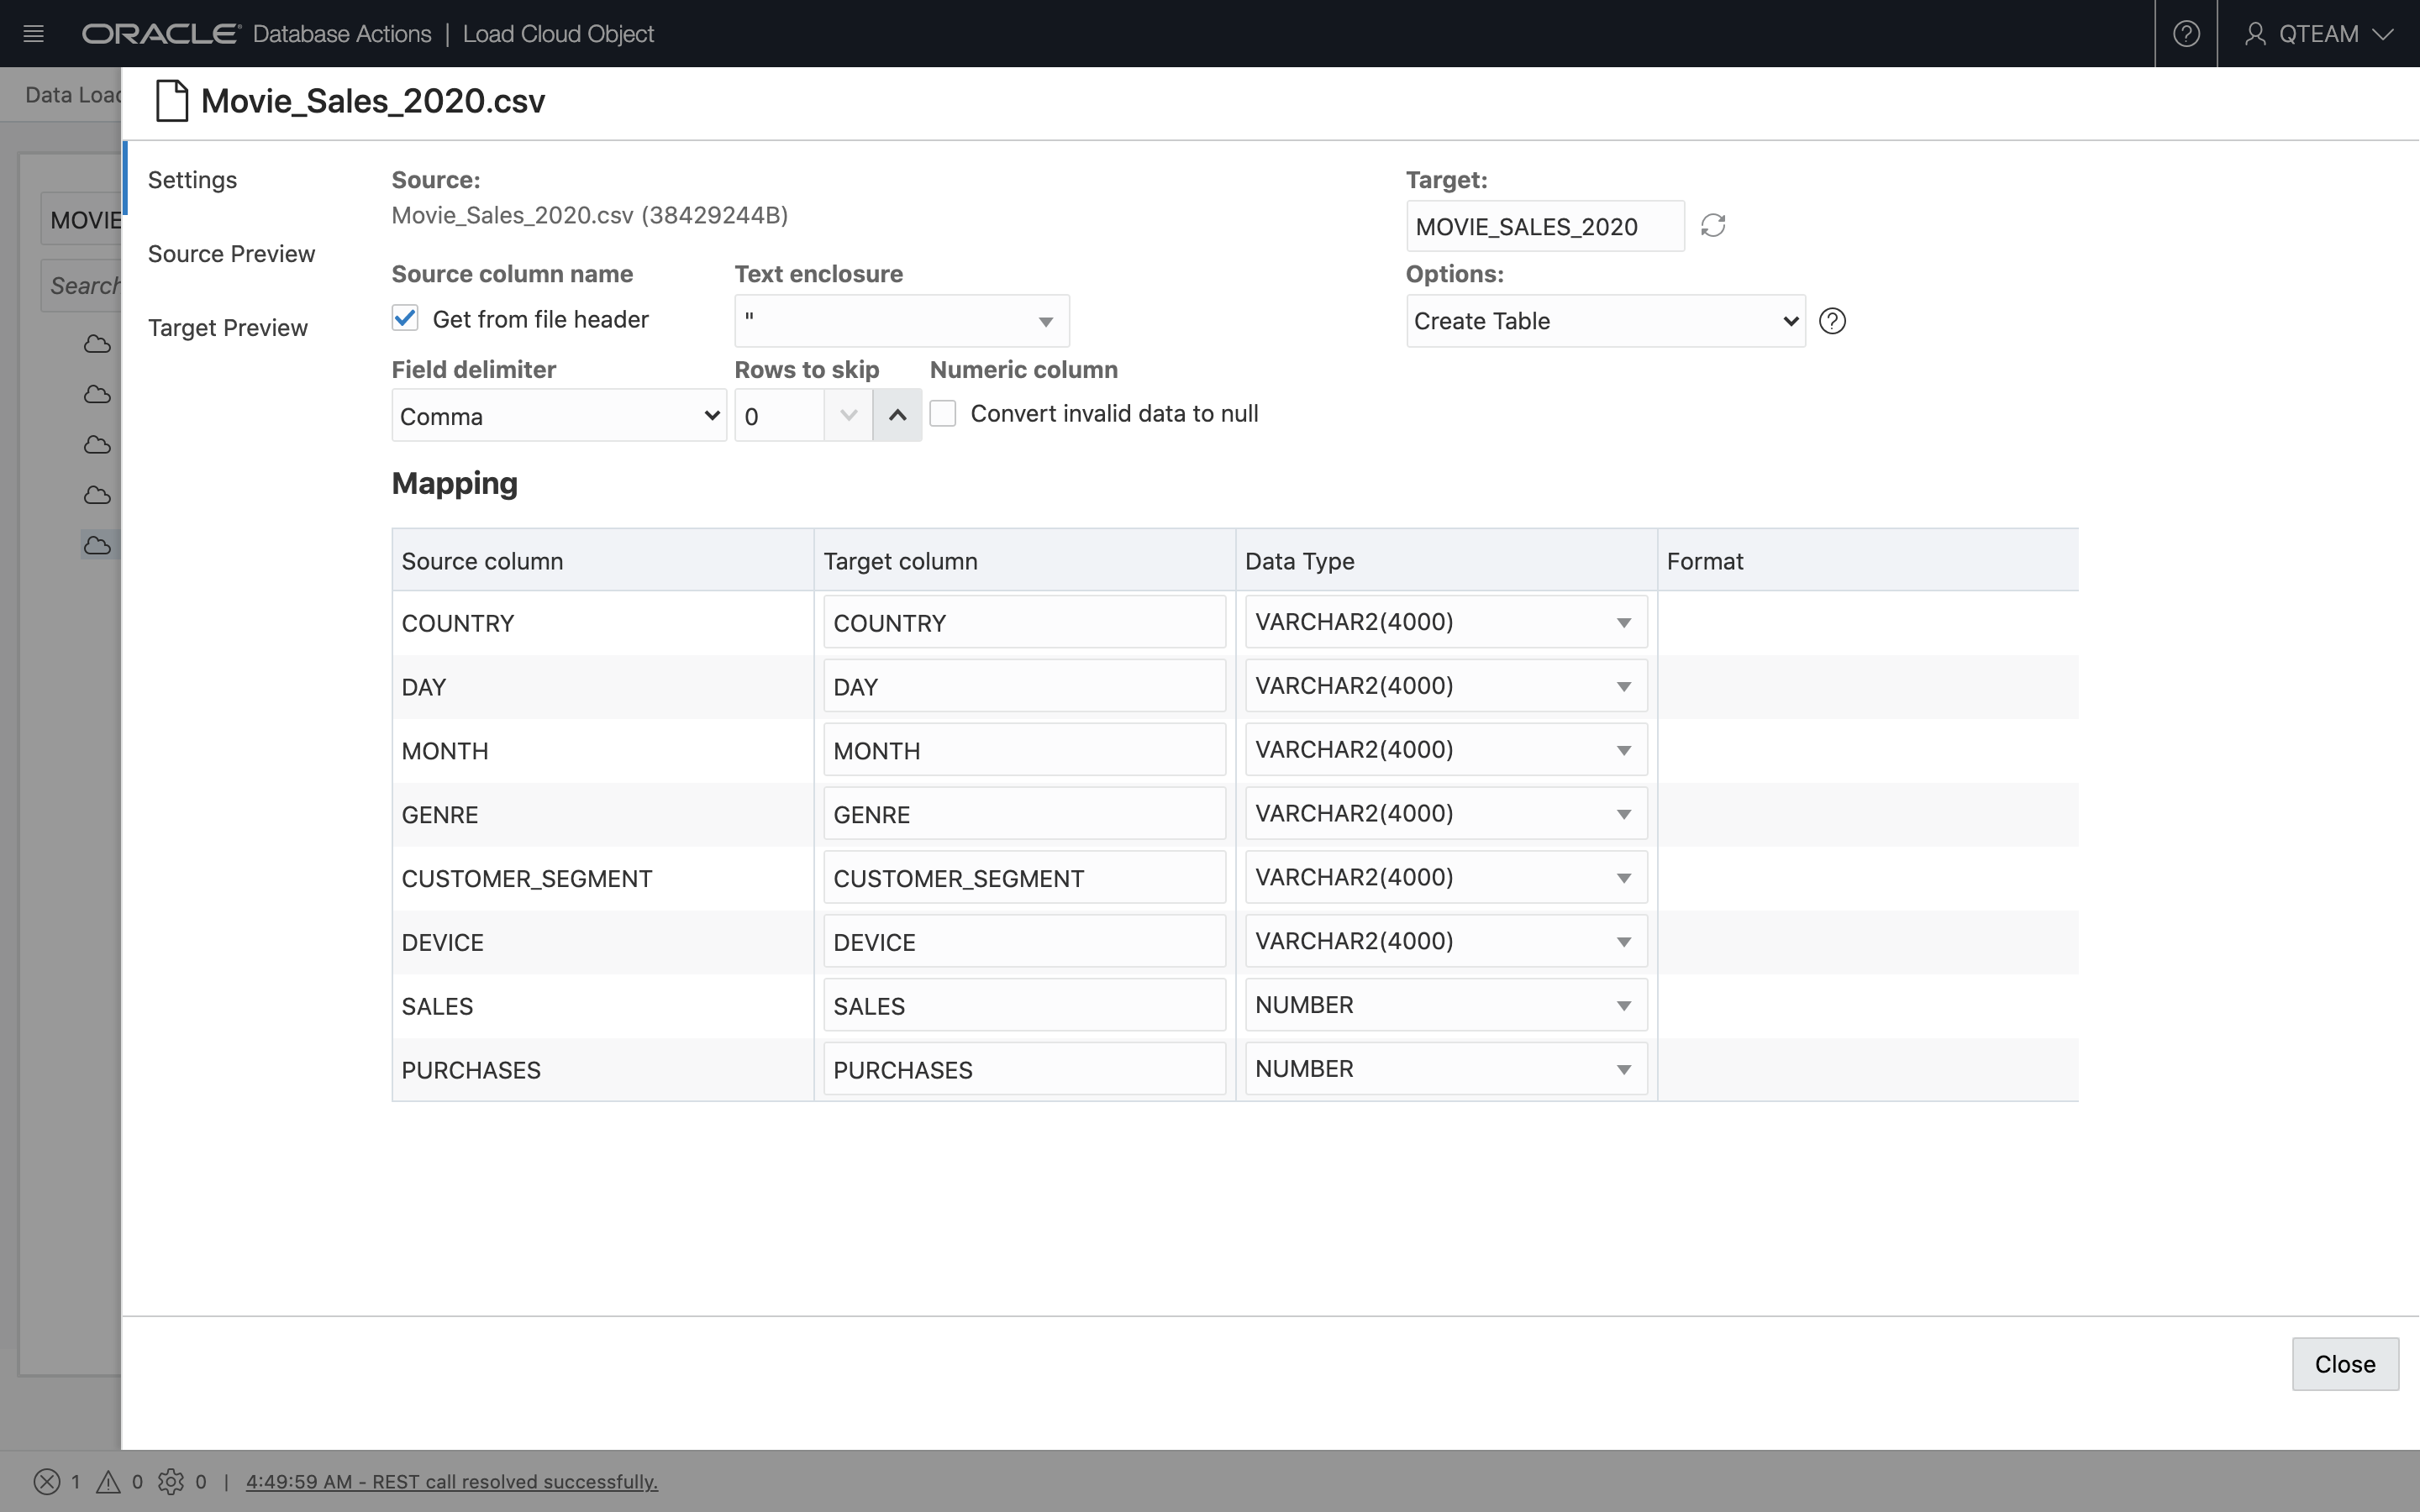 ORACLE Database Actions | Load Cloud Object
QTEAM
Data Load
Movie_Sales_2020.csv
MOVIE
Search
Settings
Source Preview
Target Preview
Source:
Movie_Sales_2020.csv (38429244B)
Target:
MOVIE_SALES_2020
Source column name
Text enclosure
Options:
Get from file header
"
Create Table
Field delimiter
Rows to skip
Numeric column
Comma
0
Convert invalid data to null
Mapping
Source column Target column Data Type Format
COUNTRY COUNTRY VARCHAR2(4000)
DAY DAY VARCHAR2(4000)
MONTH MONTH VARCHAR2(4000)
GENRE GENRE VARCHAR2(4000)
CUSTOMER_SEGMENT CUSTOMER_SEGMENT VARCHAR2(4000)
DEVICE DEVICE VARCHAR2(4000)
SALES SALES NUMBER
PURCHASES PURCHASES NUMBER
Close
1 0 0 | 4:49:59 AM - REST call resolved successfully.